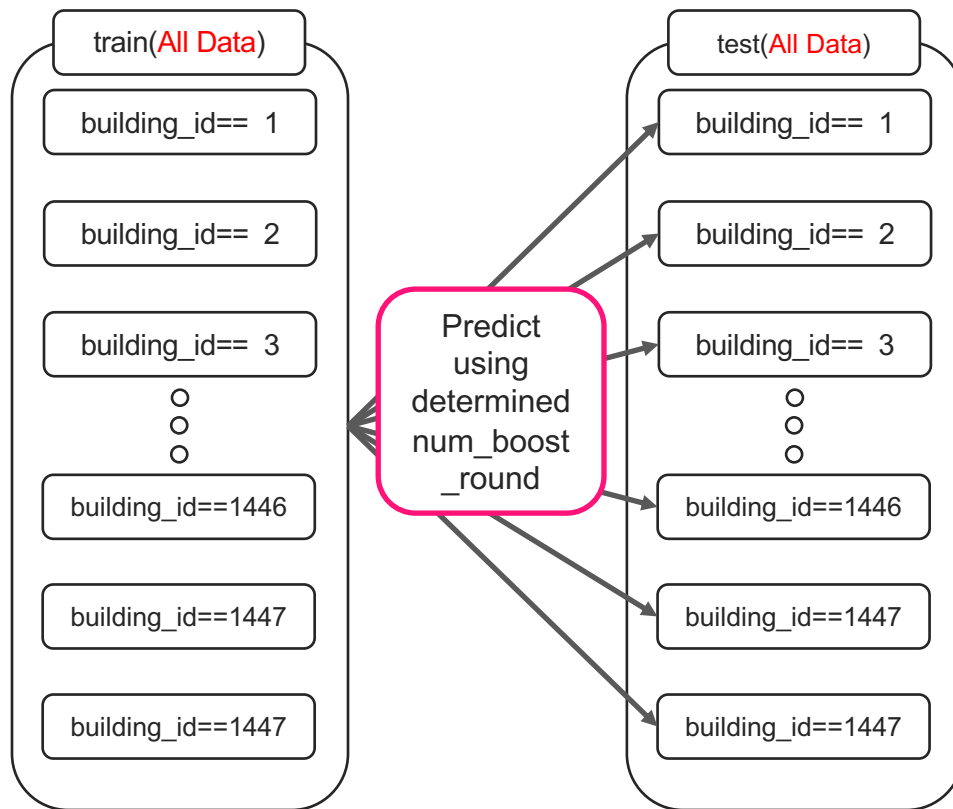 train(All Data)
building_id== 1
building_id== 2
building_id== 3
building_id==1446
building_id==1447
building_id==1447
Predict
using
determined
num_boost
_round
test(All Data)
building_id== 1
building_id== 2
building_id== 3
building_id==1446
building_id==1447
building_id==1447